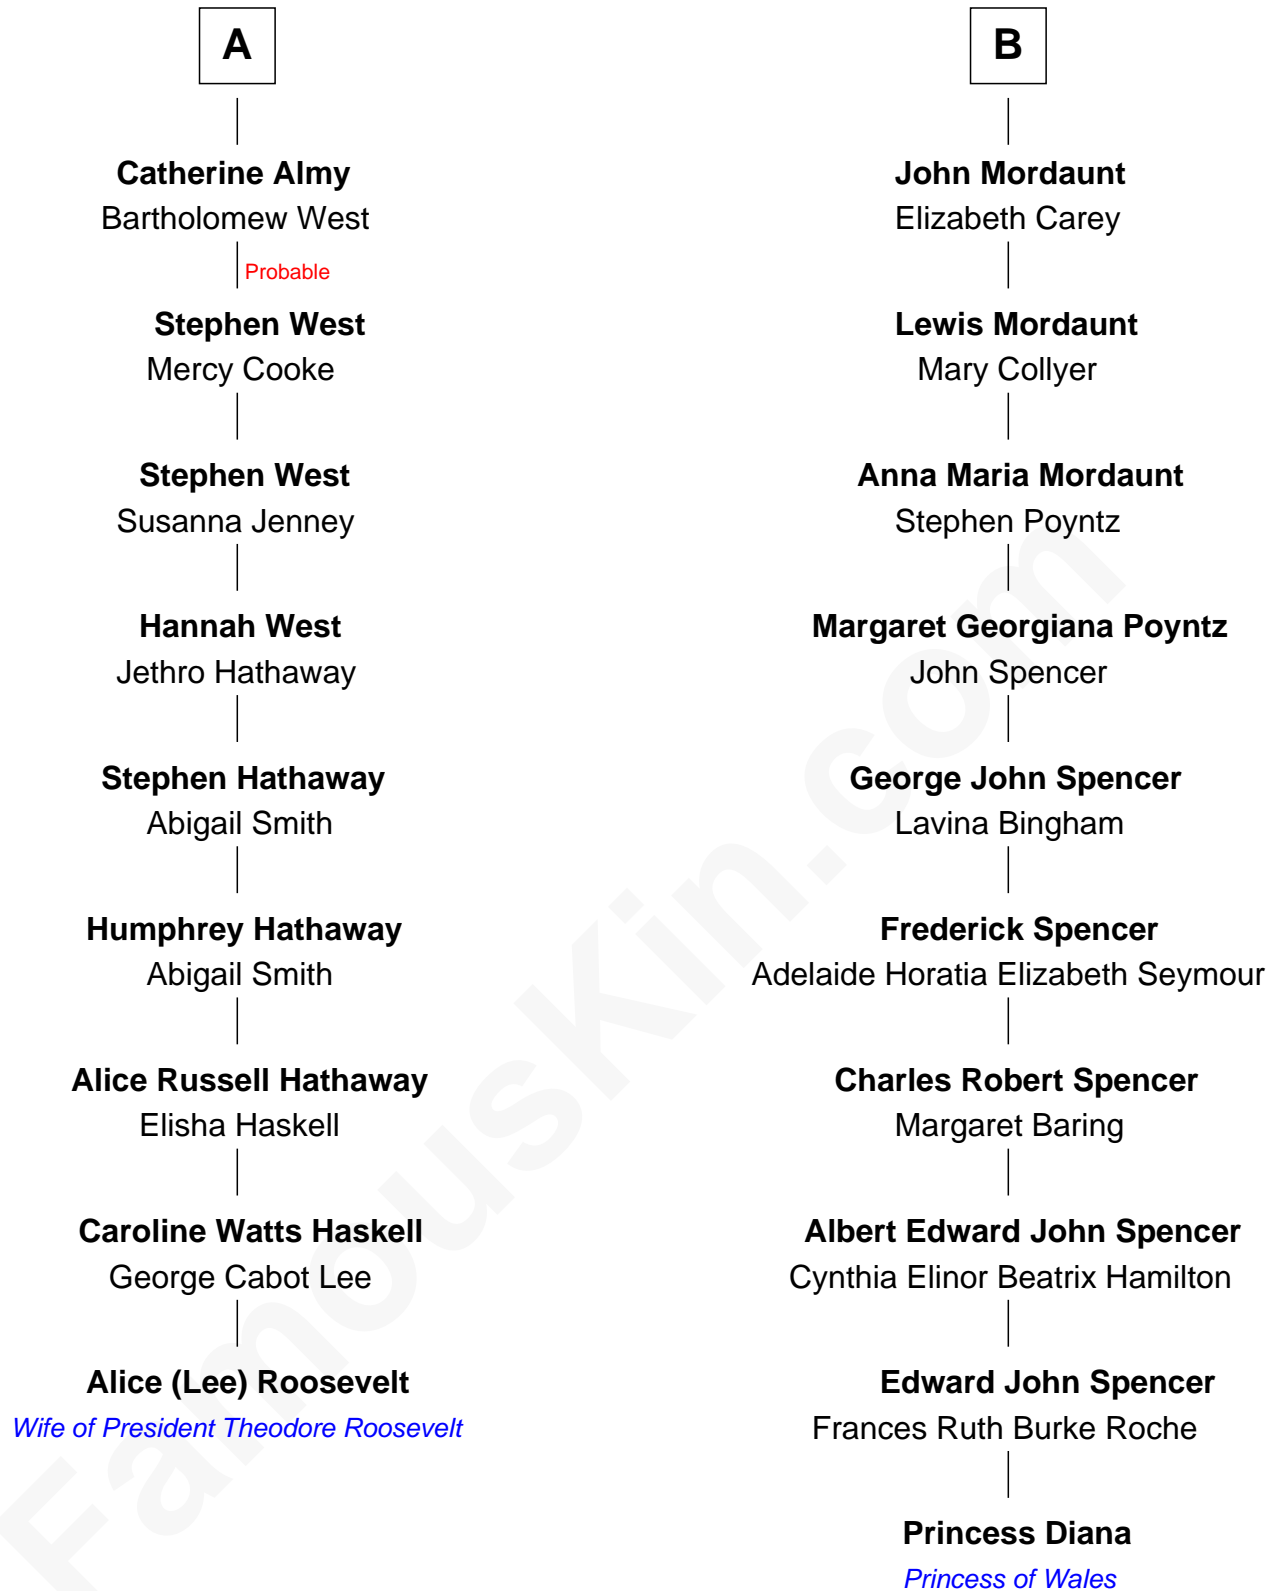 A
Catherine Almy
Bartholomew West
Probable
Stephen West
Mercy Cooke
Stephen West
Susanna Jenney
Hannah West
Jethro Hathaway
Stephen Hathaway
Abigail Smith
Humphrey Hathaway
Abigail Smith
Alice Russell Hathaway
Elisha Haskell
Caroline Watts Haskell
George Cabot Lee
Alice (Lee) Roosevelt
Wife of President Theodore Roosevelt
B
John Mordaunt
Elizabeth Carey
Lewis Mordaunt
Mary Collyer
Anna Maria Mordaunt
Stephen Poyntz
Margaret Georgiana Poyntz
John Spencer
George John Spencer
Lavina Bingham
Frederick Spencer
Adelaide Horatia Elizabeth Seymour
Charles Robert Spencer
Margaret Baring
Albert Edward John Spencer
Cynthia Elinor Beatrix Hamilton
Edward John Spencer
Frances Ruth Burke Roche
Princess Diana
Princess of Wales
FamousKin.com